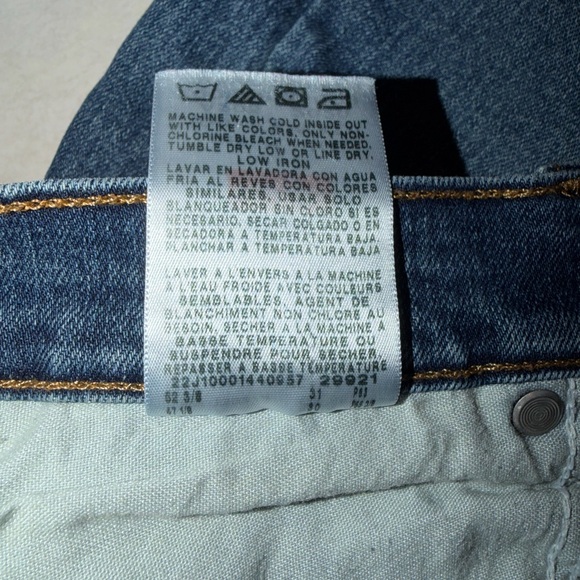 MACHINE WASH COLD INSIDE OUT
WITH LIKE COLORS. ONLY NON-
CHLORINE BLEACH WHEN NEEDED.
TUMBLE DRY LOW OR LINE DRY.
LOW IRON
LAVAR EN LAVADORA CON AGUA
FRIA AL REVES CON COLORES
SIMILARES. USAR SOLO
BLANQUEADOR SIN CLORO SI ES
NECESARIO. SECAR COLGADO O EN
SECADORA A TEMPERATURA BAJA.
PLANCHAR A TEMPERATURA BAJA
LAVER À L'ENVERS A LA MACHINE
À L'EAU FROIDE AVEC COULEURS
SEMBLABLES. AGENT DE
BLANCHIMENT NON CHLORE AU
BESOIN. SECHER A LA MACHINE À
BASSE TEMPERATURE OU
SUSPENDRE POUR SECHER.
REPASSER A BASSE TEMPERATURE
22J10001440957 29921
52 3/8 31
47 1/8 30